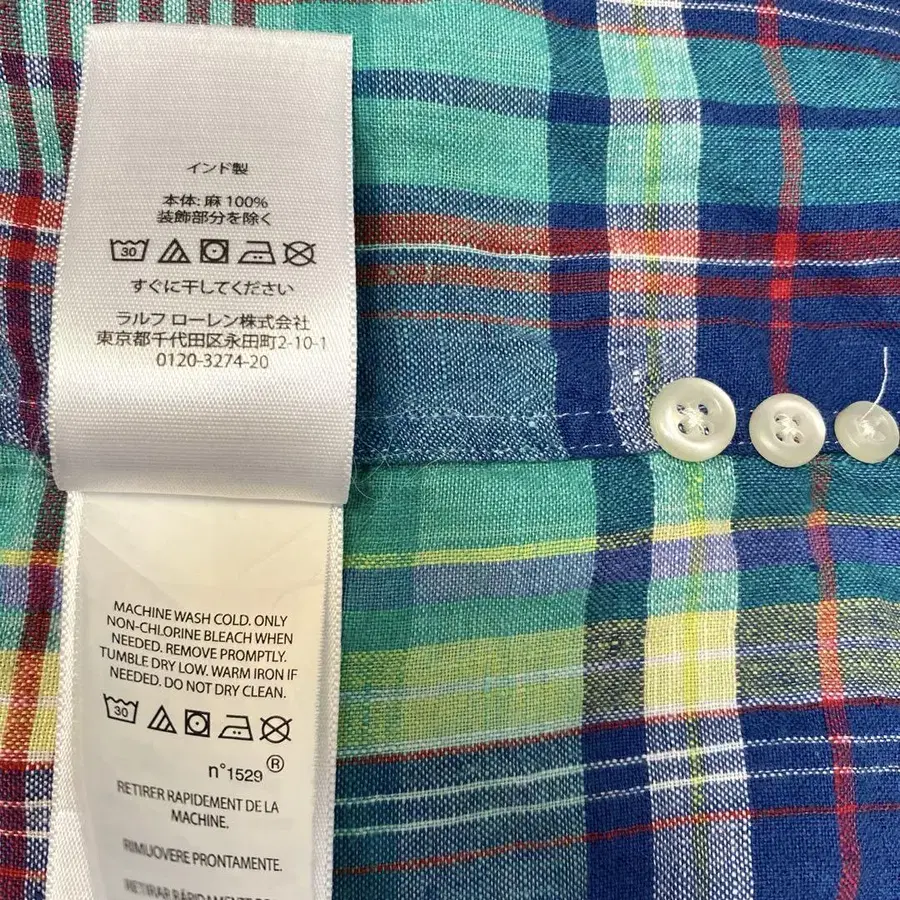 インド製
本体: 麻 100%
装飾部分を除く
30
すぐに干してください
ラルフ ローレン株式会社
東京都千代田区永田町2-10-1
0120-3274-20
MACHINE WASH COLD. ONLY
NON-CHLORINE BLEACH WHEN
NEEDED. REMOVE PROMPTLY.
TUMBLE DRY LOW. WARM IRON IF
NEEDED. DO NOT DRY CLEAN.
30
n°1529 ®
RETIRER RAPIDEMENT DE LA
MACHINE.
RIMUOVERE PRONTAMENTE.
RETIRAR RÁPIDAMENTE